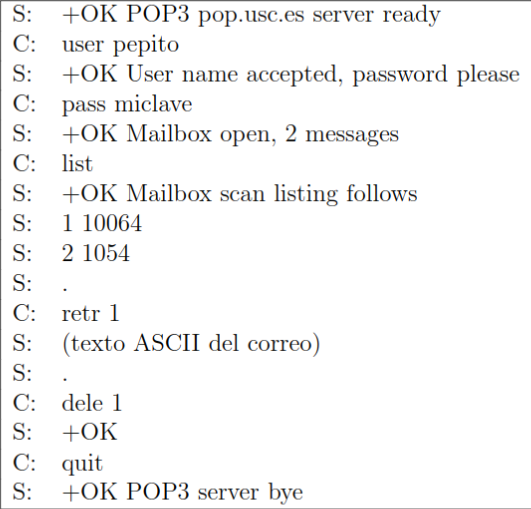 S: +OK POP3 pop.usc.es server ready
C: user pepito
S: +OK User name accepted, password please
C: pass miclave
S: +OK Mailbox open, 2 messages
C: list
S: +OK Mailbox scan listing follows
S: 1 10064
S: 2 1054
S: .
C: retr 1
S: (texto ASCII del correo)
S: .
C: dele 1
S: +OK
C: quit
S: +OK POP3 server bye